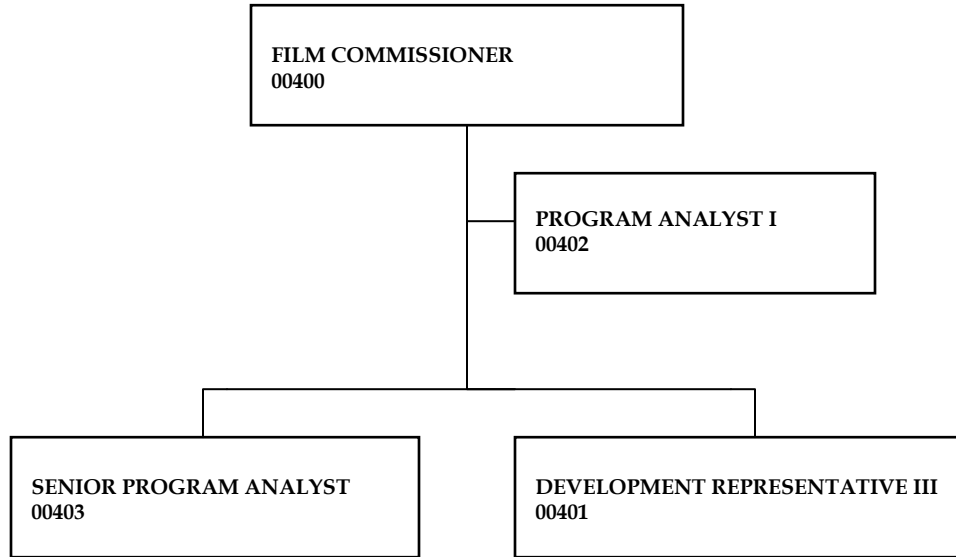 FILM COMMISSIONER
00400
PROGRAM ANALYST I
00402
SENIOR PROGRAM ANALYST
00403
DEVELOPMENT REPRESENTATIVE III
00401